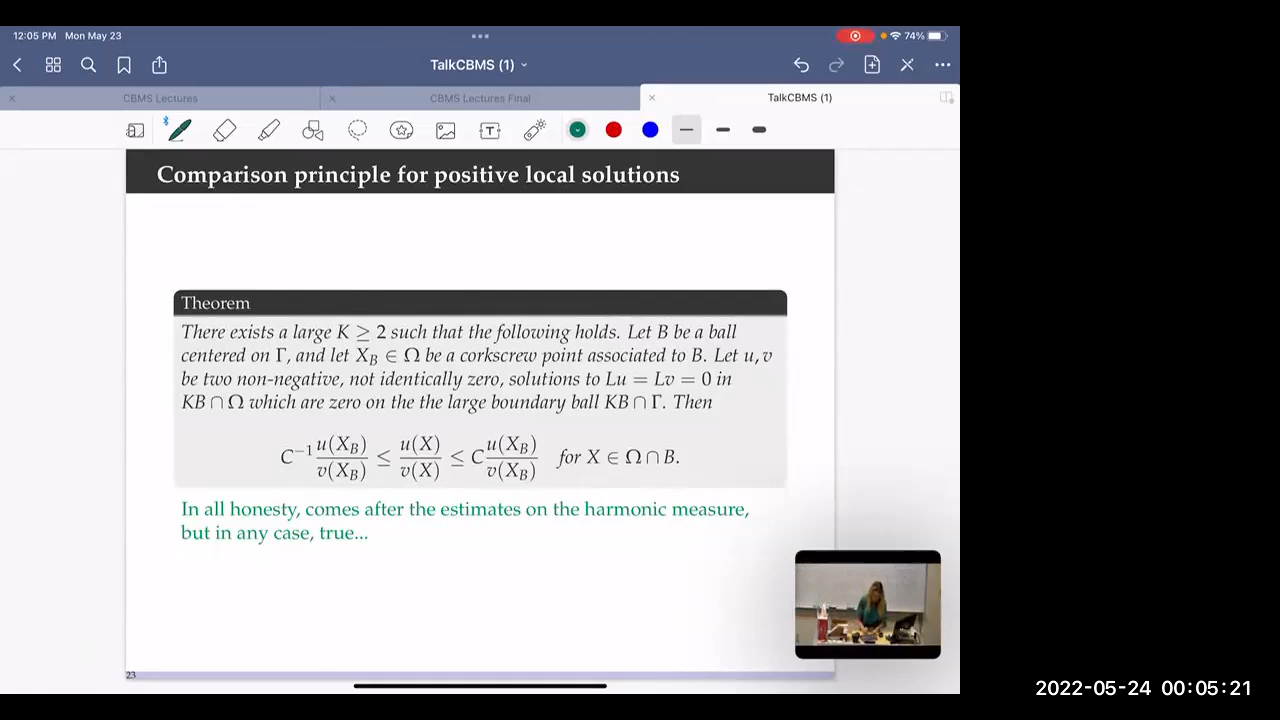 12:05 PM Mon May 23
74%
TalkCBMS (1)
CBMS Lectures
CBMS Lectures Final
TalkCBMS (1)
Comparison principle for positive local solutions
Theorem
There exists a large K ≥ 2 such that the following holds. Let B be a ball
centered on Γ, and let X_B ∈ Ω be a corkscrew point associated to B. Let u, v
be two non-negative, not identically zero, solutions to Lu = Lv = 0 in
KB ∩ Ω which are zero on the the large boundary ball KB ∩ Γ. Then
C⁻¹ u(X_B)/v(X_B) ≤ u(X)/v(X) ≤ C u(X_B)/v(X_B) for X ∈ Ω ∩ B.
In all honesty, comes after the estimates on the harmonic measure,
but in any case, true...
23
2022-05-24 00:05:21